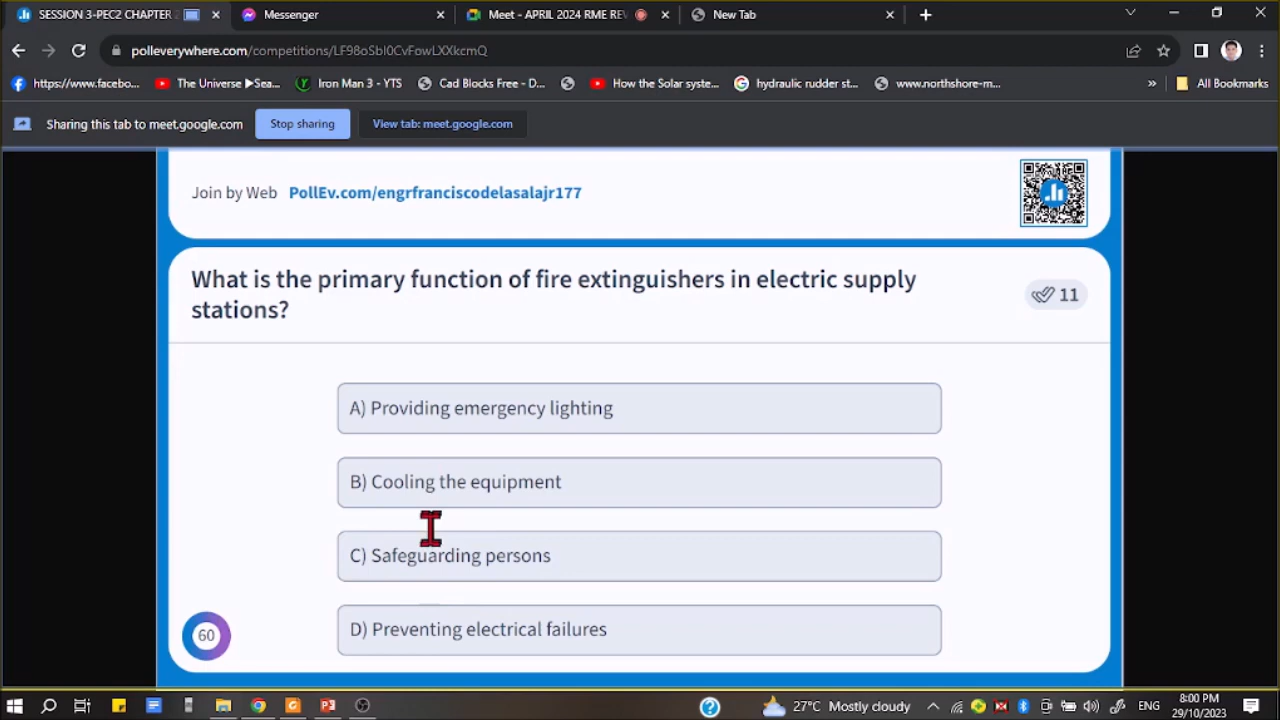 SESSION 3-PEC2 CHAPTER 2
Messenger
Meet - APRIL 2024 RME REV
New Tab
polleverywhere.com/competitions/LF98oSbI0CvFowLXXkcmQ
https://www.facebo...
The Universe ▶Sea...
Iron Man 3 - YTS
Cad Blocks Free - D...
How the Solar syste...
hydraulic rudder st...
www.northshore-m...
»
All Bookmarks
Sharing this tab to meet.google.com
Stop sharing
View tab: meet.google.com
Join by Web PollEv.com/engrfranciscodelasalajr177
What is the primary function of fire extinguishers in electric supply
stations?
11
A) Providing emergency lighting
B) Cooling the equipment
C) Safeguarding persons
D) Preventing electrical failures
60
27°C Mostly cloudy
ENG
8:00 PM
29/10/2023